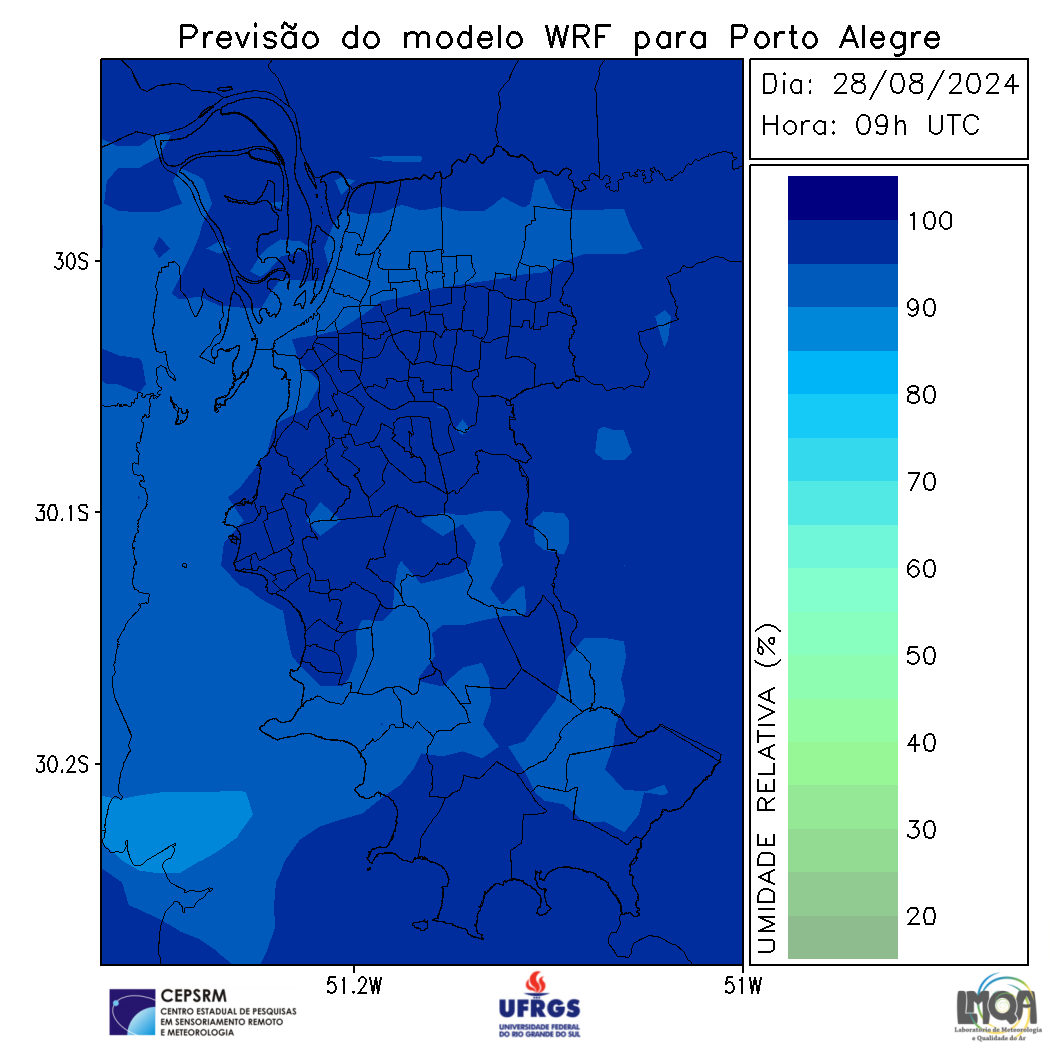 Previsão do modelo WRF para Porto Alegre
Dia: 28/08/2024
Hora: 09h UTC
100
90
80
70
60
50
40
30
20
UMIDADE RELATIVA (%)
30S
30.1S
30.2S
51.2W
51W
CEPSRM
CENTRO ESTADUAL DE PESQUISAS
EM SENSORIAMENTO REMOTO
E METEOROLOGIA
UFRGS
UNIVERSIDADE FEDERAL
DO RIO GRANDE DO SUL
LMQA
Laboratório de Meteorologia
e Qualidade do Ar